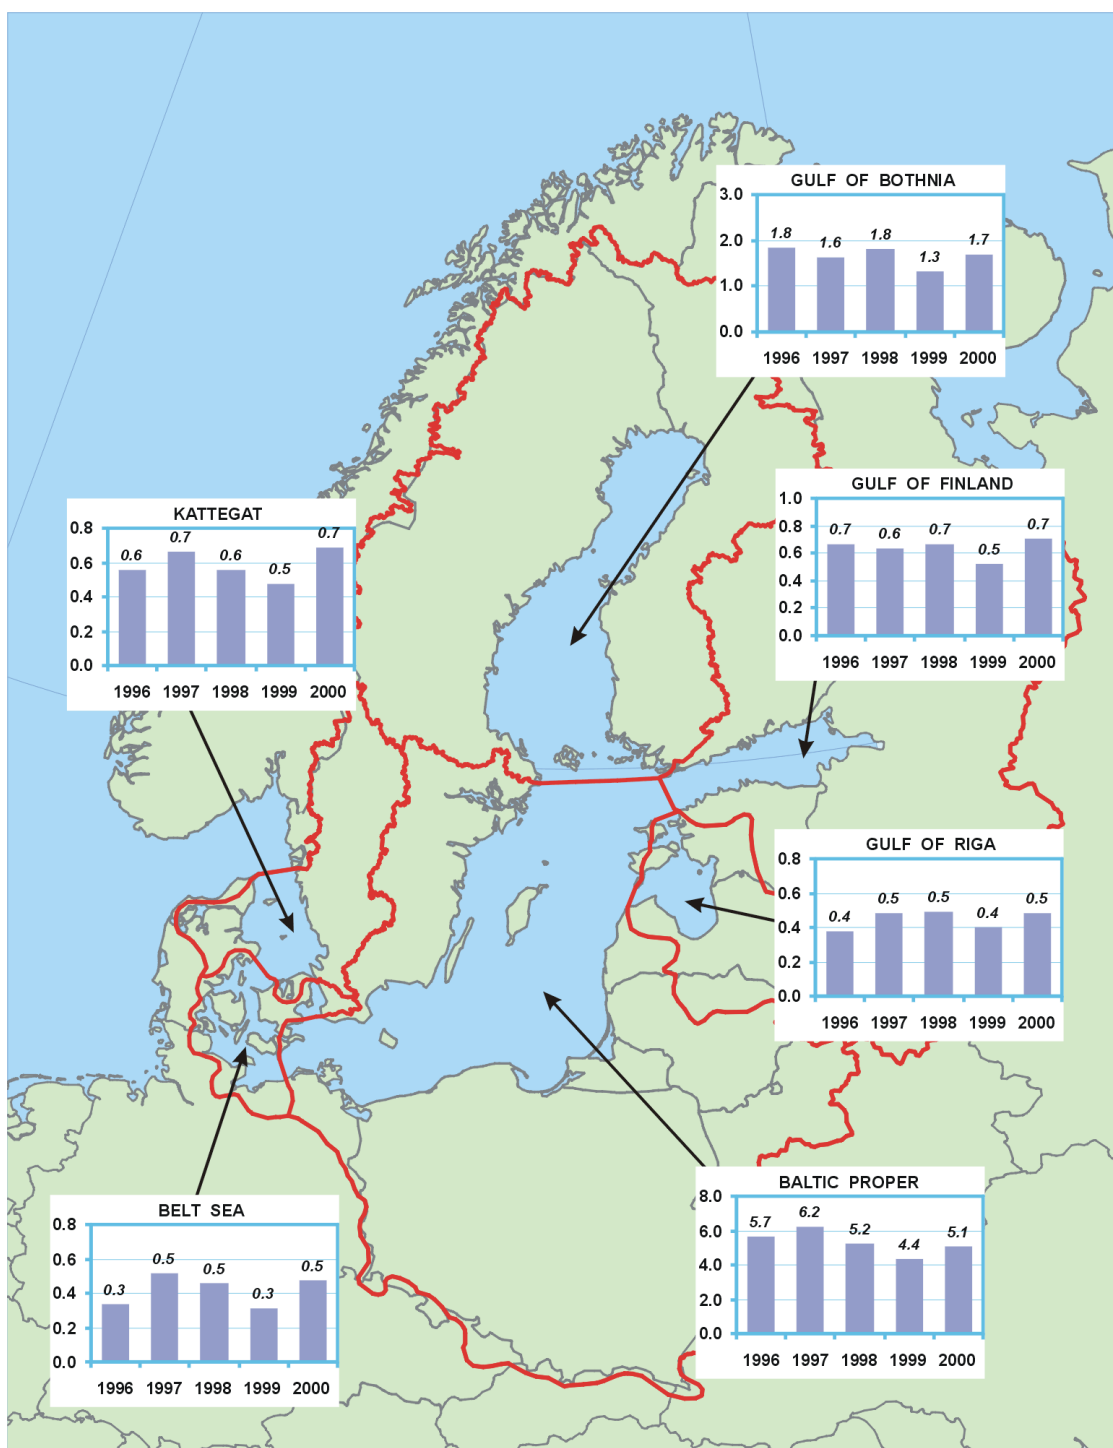 GULF OF BOTHNIA
3.0
2.0
1.0
0.0
1.8 1.6 1.8 1.3 1.7
1996 1997 1998 1999 2000
GULF OF FINLAND
1.0
0.8
0.6
0.4
0.2
0.0
0.7 0.6 0.7 0.5 0.7
1996 1997 1998 1999 2000
KATTEGAT
0.8
0.6
0.4
0.2
0.0
0.6 0.7 0.6 0.5 0.7
1996 1997 1998 1999 2000
GULF OF RIGA
0.8
0.6
0.4
0.2
0.0
0.4 0.5 0.5 0.4 0.5
1996 1997 1998 1999 2000
BALTIC PROPER
8.0
6.0
4.0
2.0
0.0
5.7 6.2 5.2 4.4 5.1
1996 1997 1998 1999 2000
BELT SEA
0.8
0.6
0.4
0.2
0.0
0.3 0.5 0.5 0.3 0.5
1996 1997 1998 1999 2000